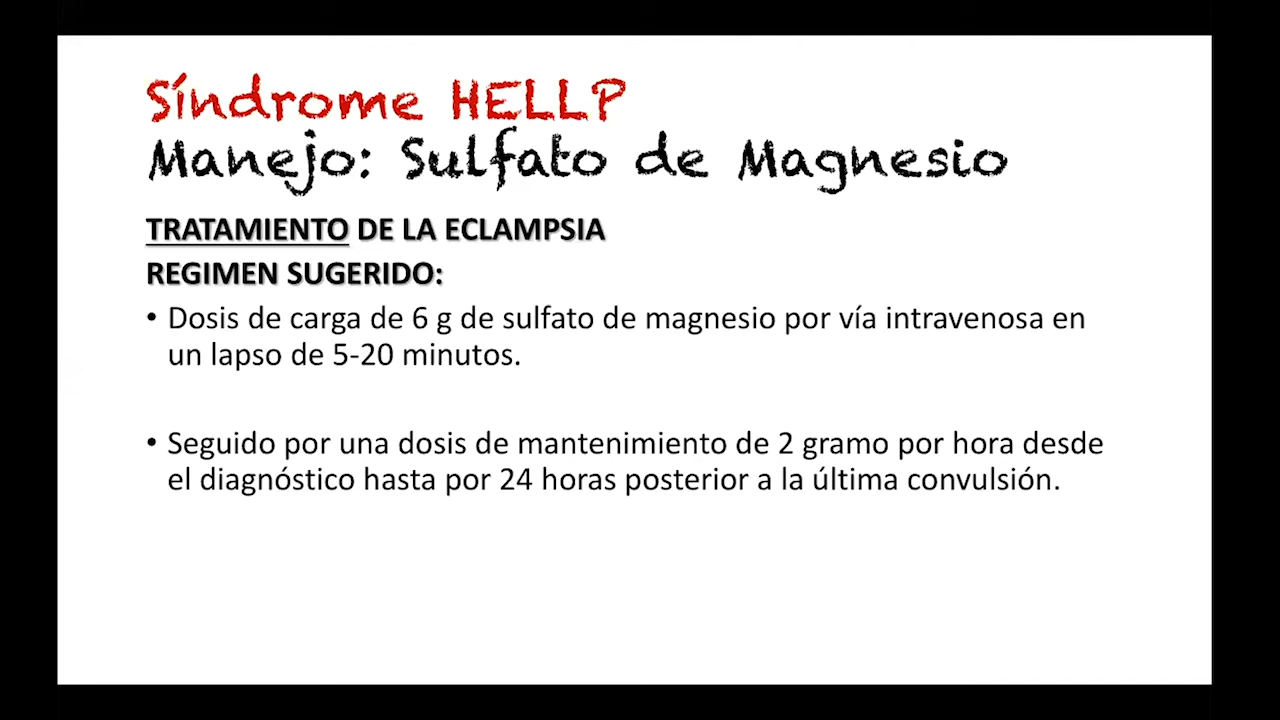 Síndrome HELLP
Manejo: Sulfato de Magnesio
TRATAMIENTO DE LA ECLAMPSIA
REGIMEN SUGERIDO:
• Dosis de carga de 6 g de sulfato de magnesio por vía intravenosa en
un lapso de 5-20 minutos.
• Seguido por una dosis de mantenimiento de 2 gramo por hora desde
el diagnóstico hasta por 24 horas posterior a la última convulsión.